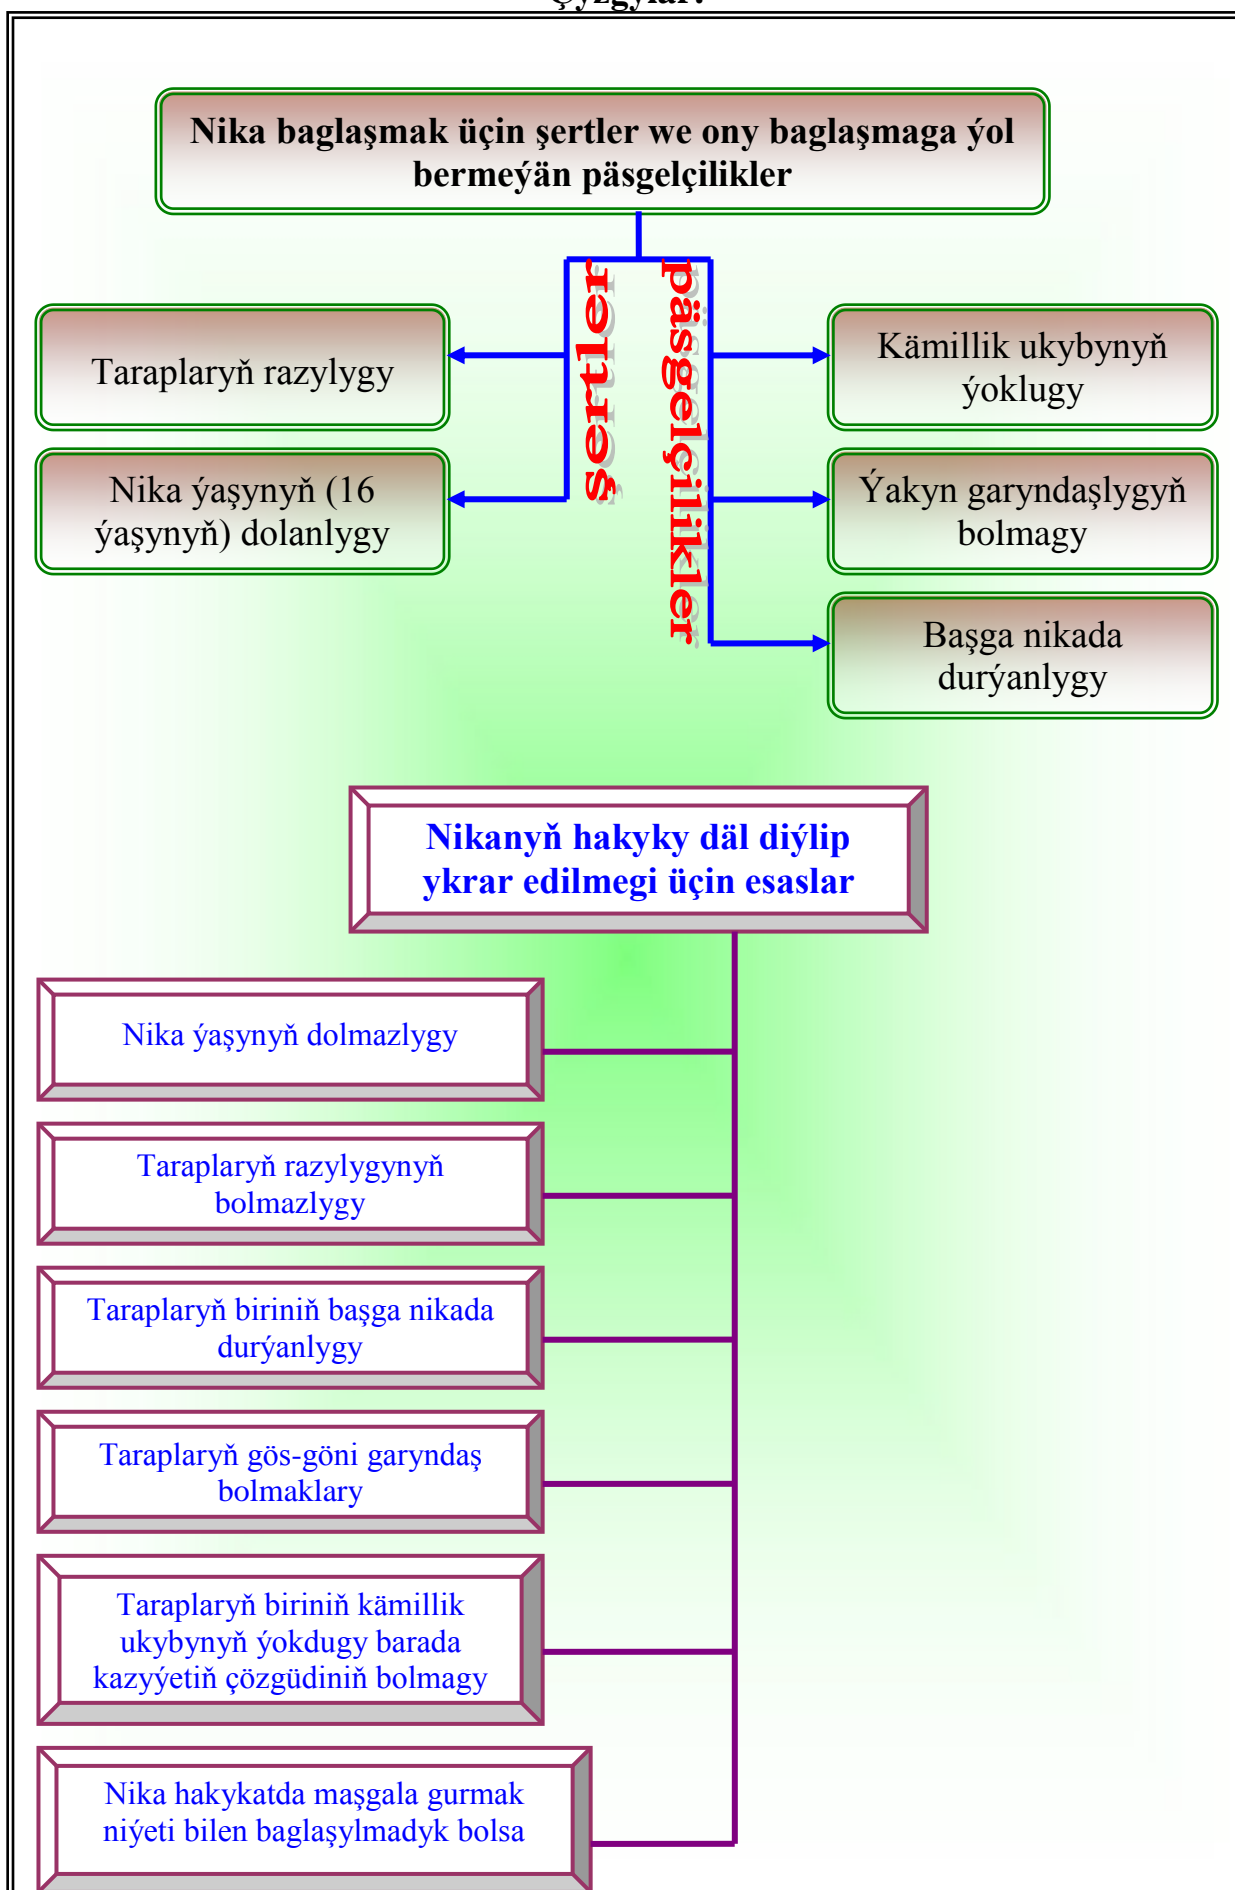 Çyzgylar:
Nika baglaşmak üçin şertler we ony baglaşmaga ýol
bermeýän päsgelçilikler
şertler
päsgelçilikler
Taraplaryň razylygy
Nika ýaşynyň (16
ýaşynyň) dolanlygy
Kämillik ukybynyň
ýoklugy
Ýakyn garyndaşlygyň
bolmagy
Başga nikada
durýanlygy
Nikanyň hakyky däl diýlip
ykrar edilmegi üçin esaslar
Nika ýaşynyň dolmazlygy
Taraplaryň razylygynyň
bolmazlygy
Taraplaryň biriniň başga nikada
durýanlygy
Taraplaryň gös-göni garyndaş
bolmaklary
Taraplaryň biriniň kämillik
ukybynyň ýokdugy barada
kazyýetiň çözgüdiniň bolmagy
Nika hakykatda maşgala gurmak
niýeti bilen baglaşylmadyk bolsa